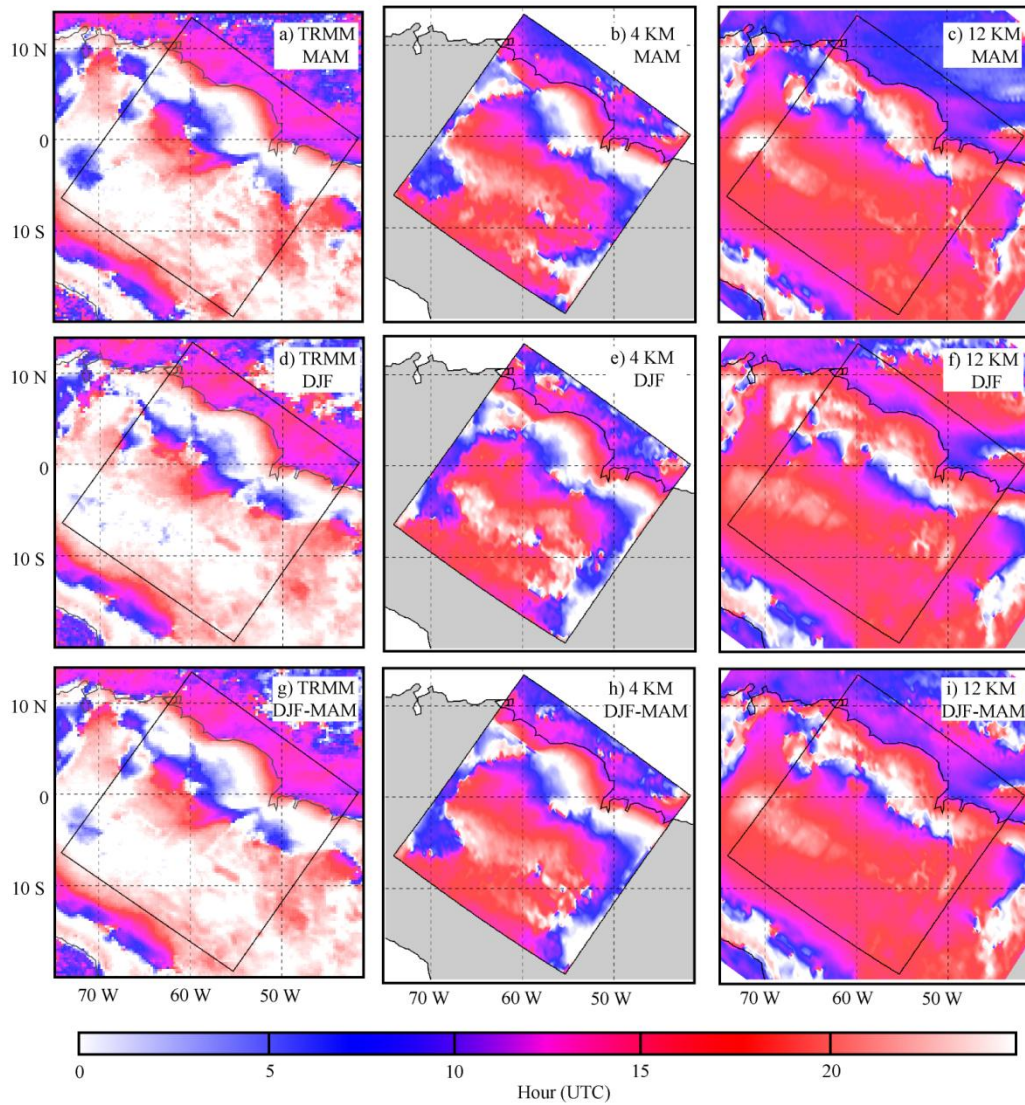 10 N
0
10 S
a) TRMM
MAM
b) 4 KM
MAM
c) 12 KM
MAM
10 N
0
10 S
d) TRMM
DJF
e) 4 KM
DJF
f) 12 KM
DJF
10 N
0
10 S
g) TRMM
DJF-MAM
h) 4 KM
DJF-MAM
i) 12 KM
DJF-MAM
70 W 60 W 50 W 70 W 60 W 50 W 70 W 60 W 50 W
0 5 10 15 20
Hour (UTC)